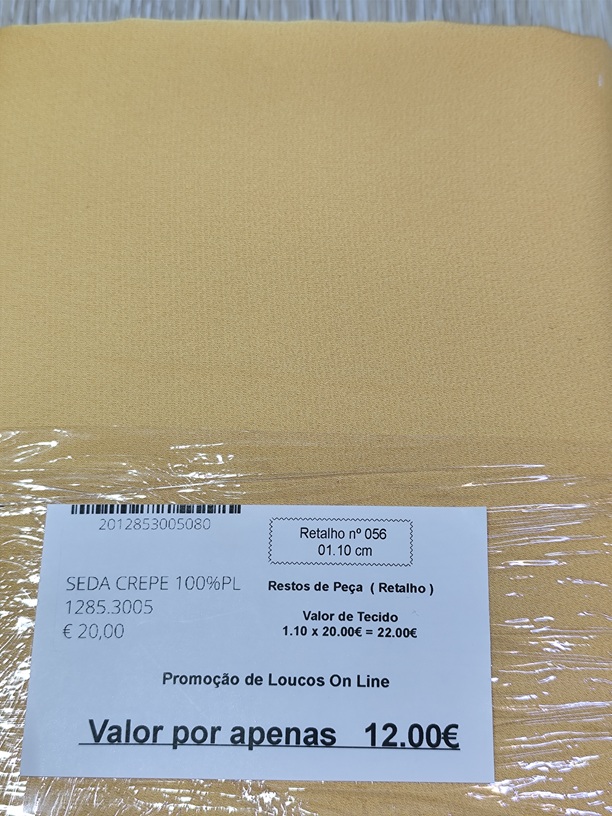 2012853005080
Retalho nº 056
01.10 cm
SEDA CREPE 100%PL
1285.3005
€ 20,00
Restos de Peça ( Retalho )
Valor de Tecido
1.10 x 20.00€ = 22.00€
Promoção de Loucos On Line
Valor por apenas 12.00€